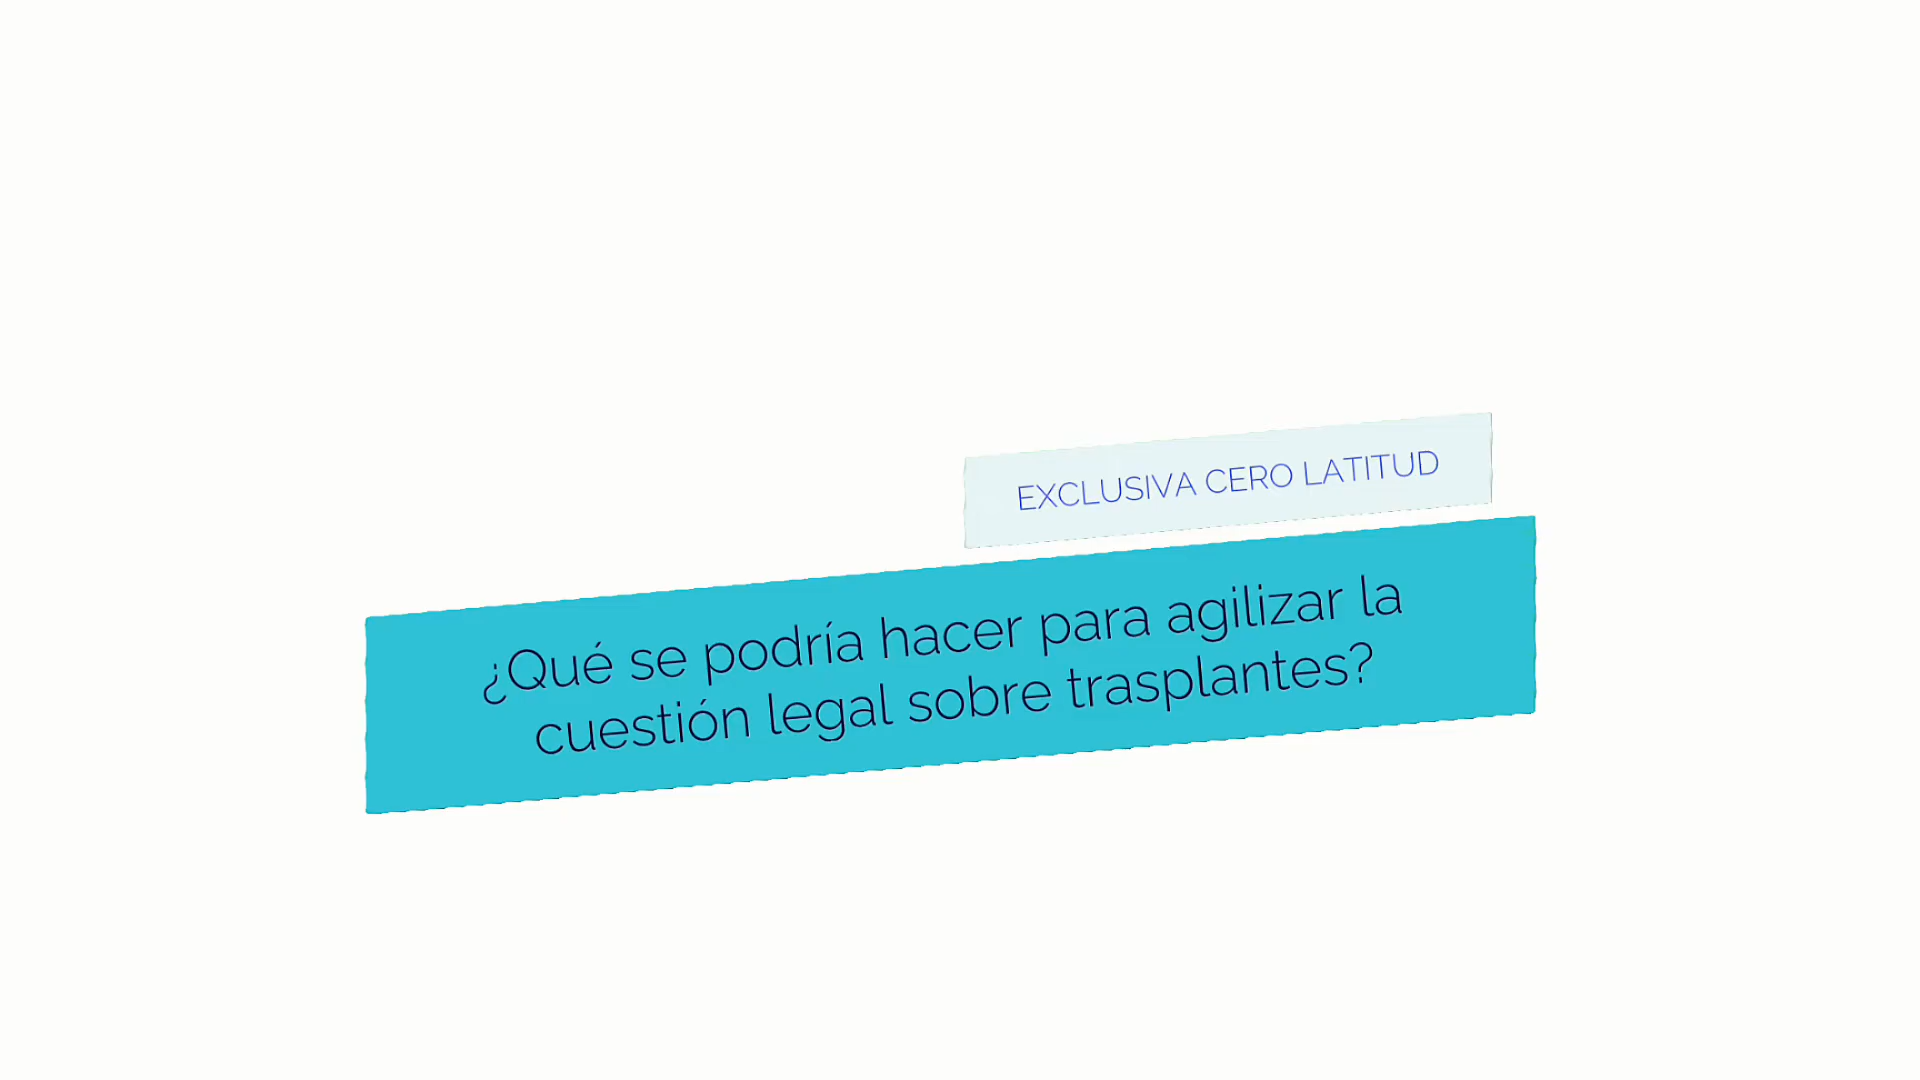 EXCLUSIVA CERO LATITUD
¿Qué se podría hacer para agilizar la
cuestión legal sobre trasplantes?